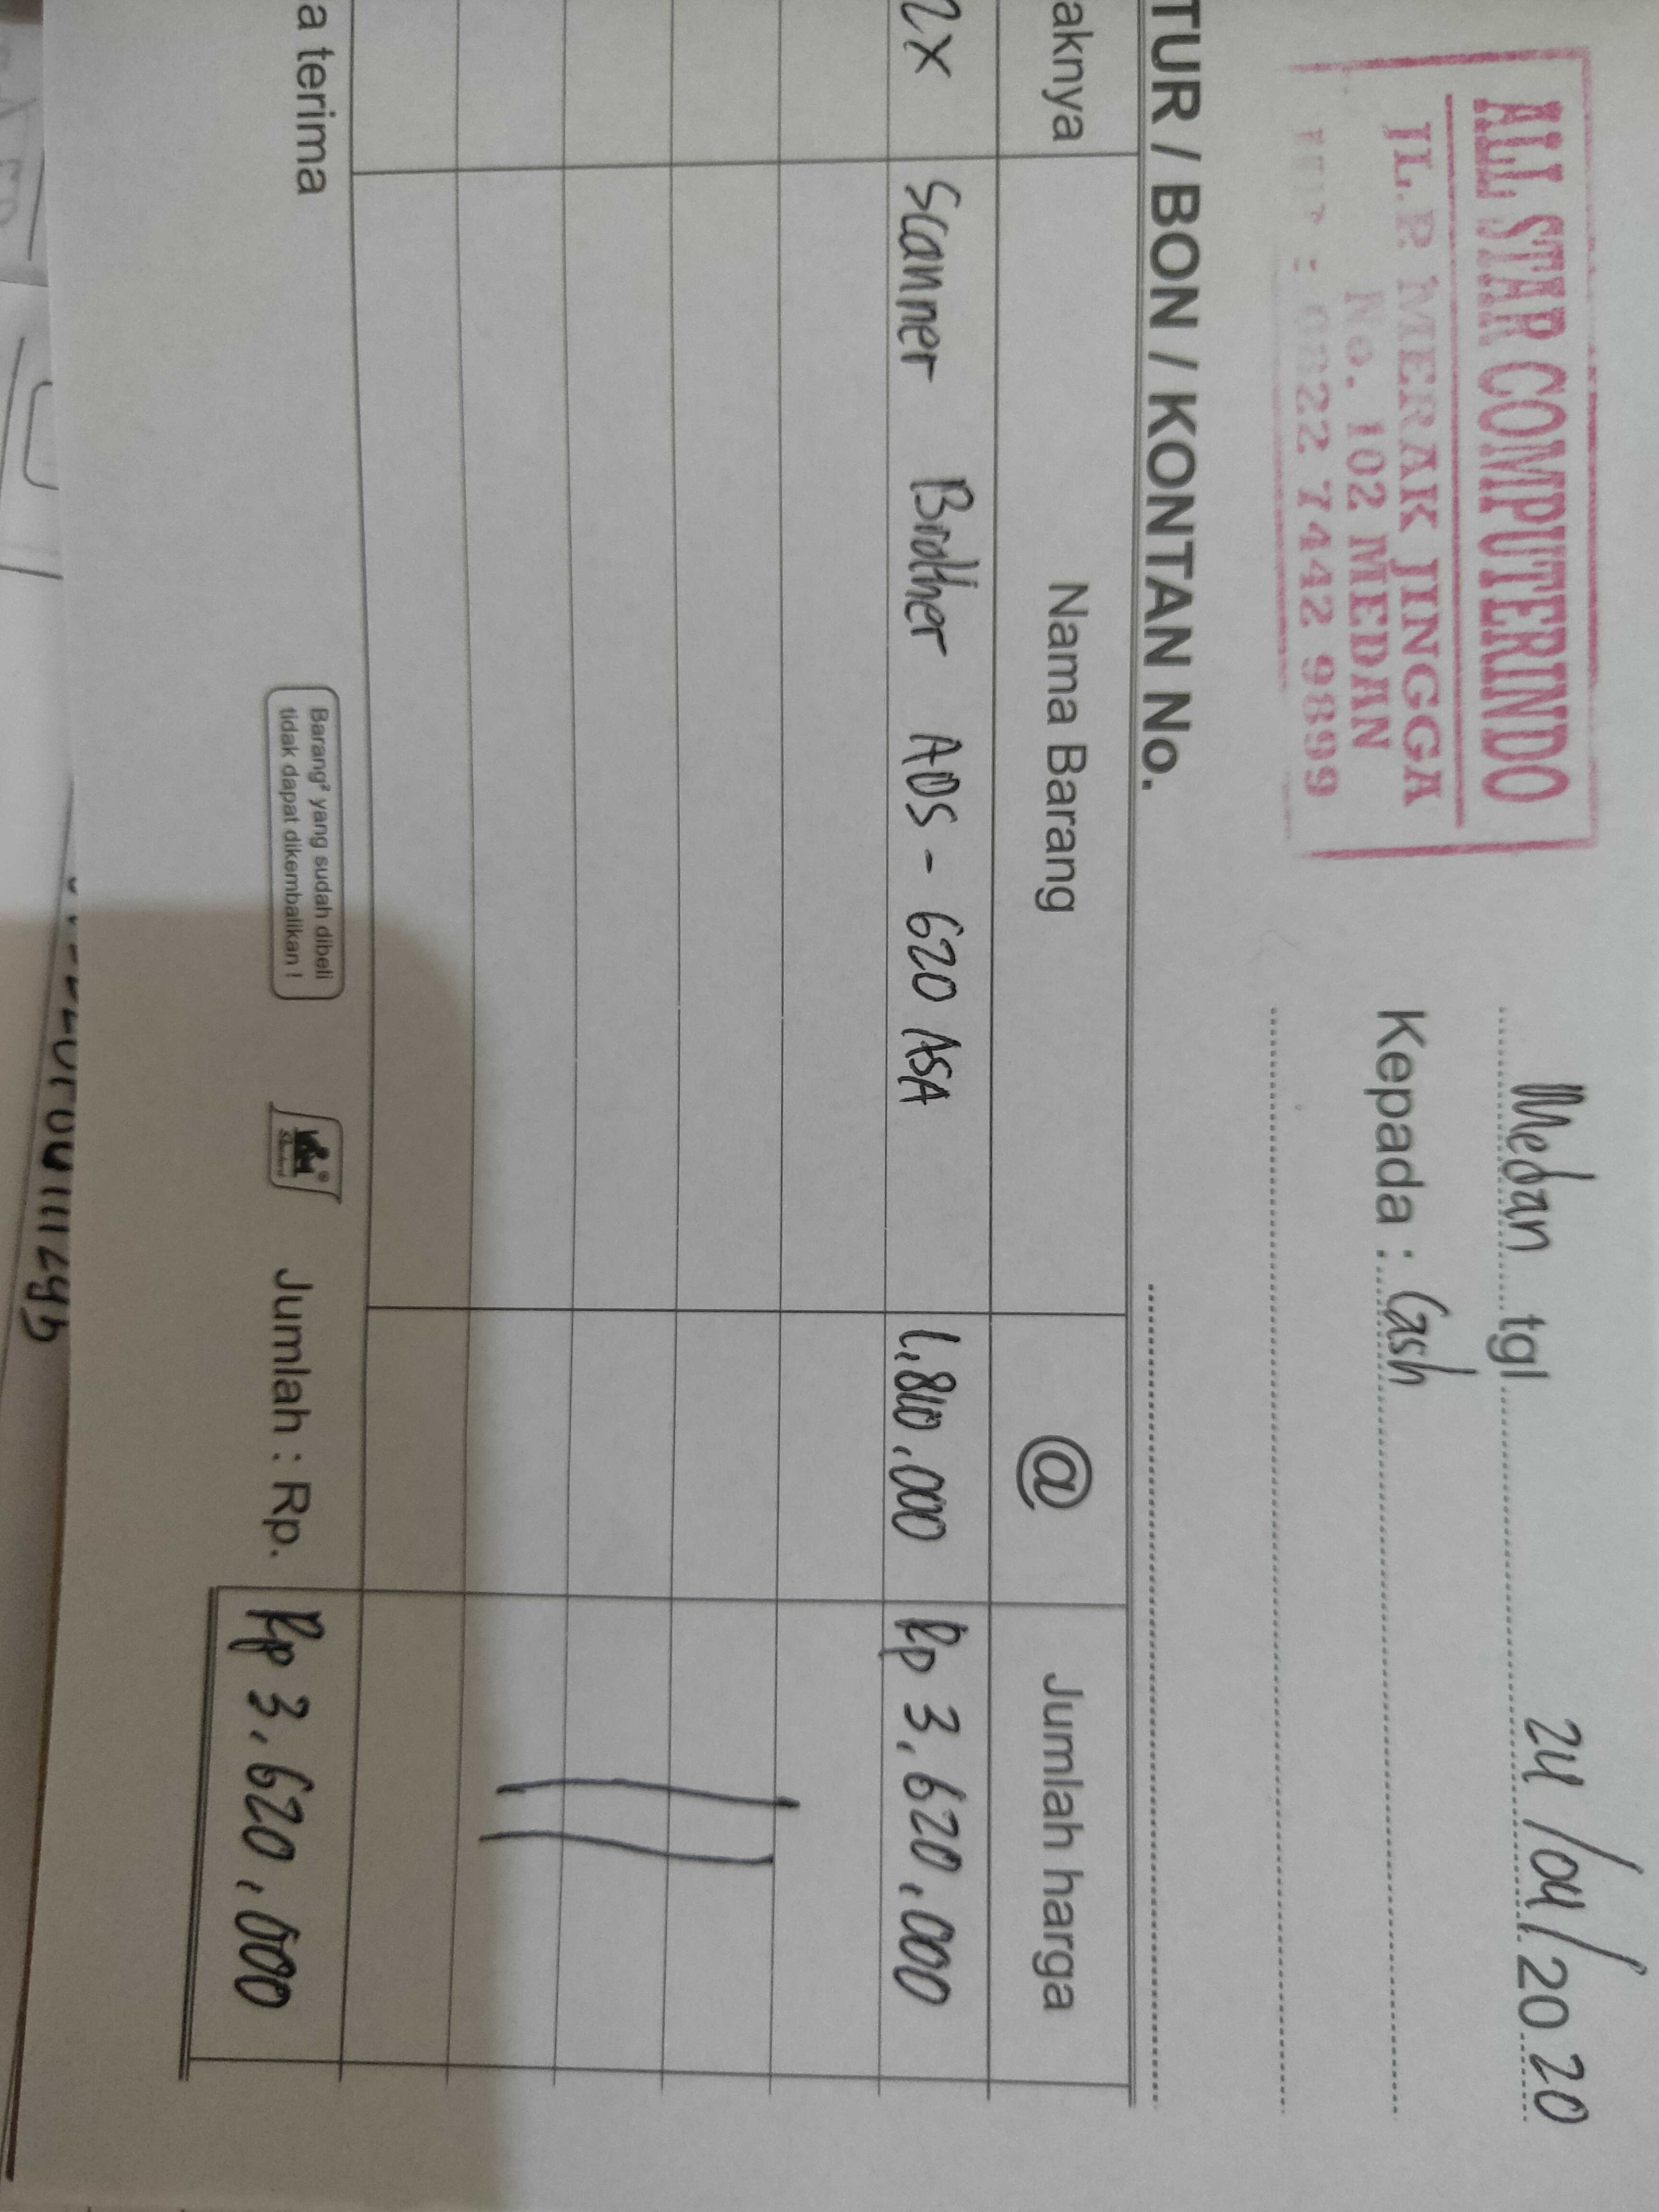 ALL STAR COMPUTERINDO
JL. P. MERAK JINGGA
No. 102 MEDAN
7442 9899
Medan tgl 24/04/2020
Kepada : Cash
TUR / BON / KONTAN No.
aknya Nama Barang @ Jumlah harga
2x Scanner Brother ADS - 620 ASA 1,810.000 Rp 3.620.000
a terima
Barang² yang sudah dibeli
tidak dapat dikembalikan !
Jumlah : Rp. Rp 3.620.000